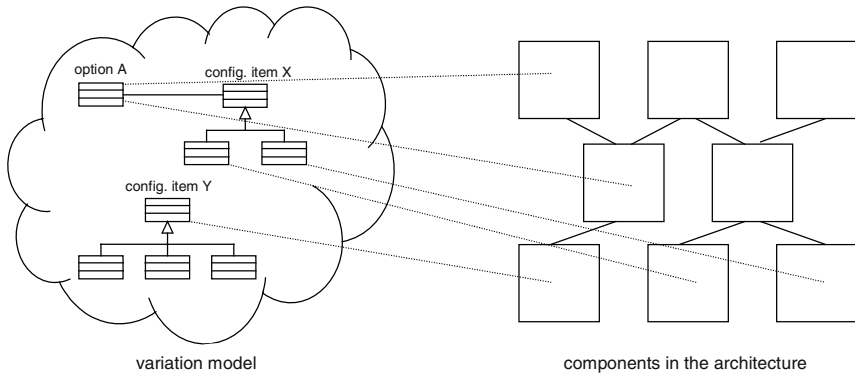 option A
config. item X
config. item Y
variation model
components in the architecture